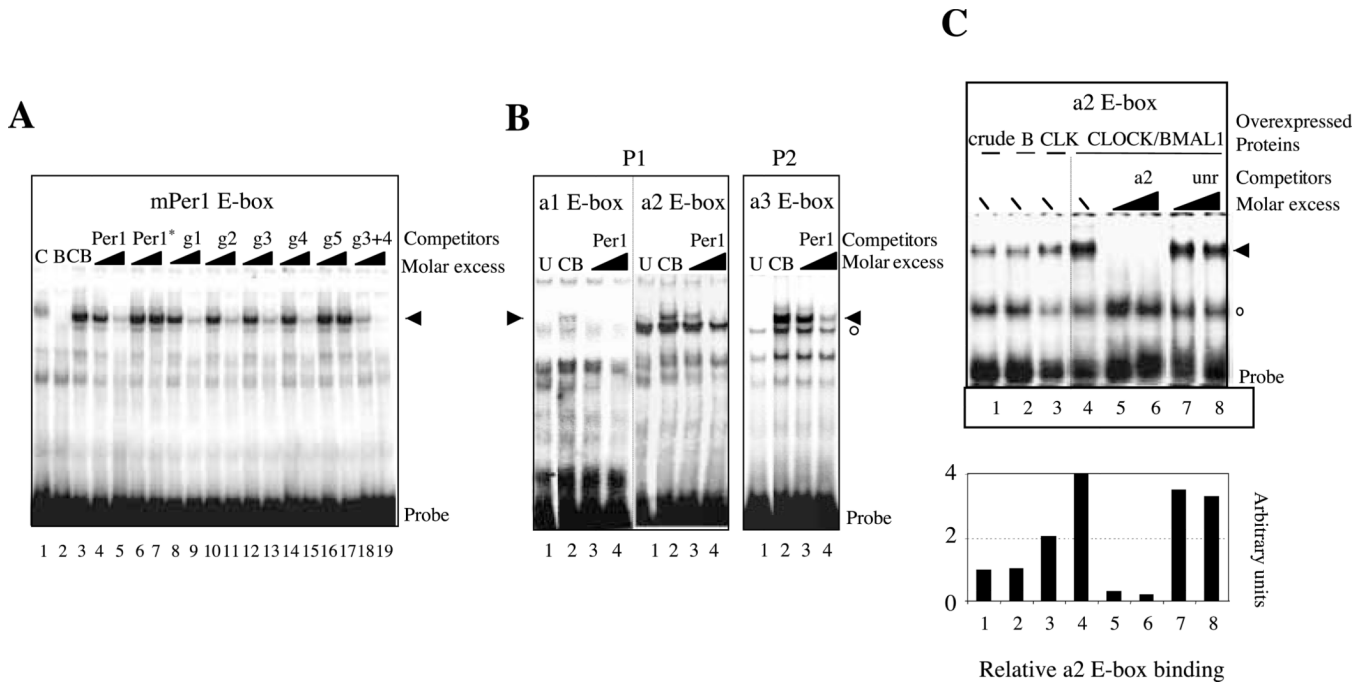 A
mPer1 E-box
Per1 Per1* g1 g2 g3 g4 g5 g3+4
C B CB
Competitors
Molar excess
Probe
1 2 3 4 5 6 7 8 9 10 11 12 13 14 15 16 17 18 19
B
P1 P2
a1 E-box a2 E-box a3 E-box
Per1 Per1 Per1
U CB U CB U CB
Competitors
Molar excess
Probe
1 2 3 4 1 2 3 4 1 2 3 4
C
a2 E-box
crude B CLK CLOCK/BMAL1
Overexpressed
Proteins
a2 unr
Competitors
Molar excess
Probe
1 2 3 4 5 6 7 8
4
2
0
Arbitrary units
1 2 3 4 5 6 7 8
Relative a2 E-box binding